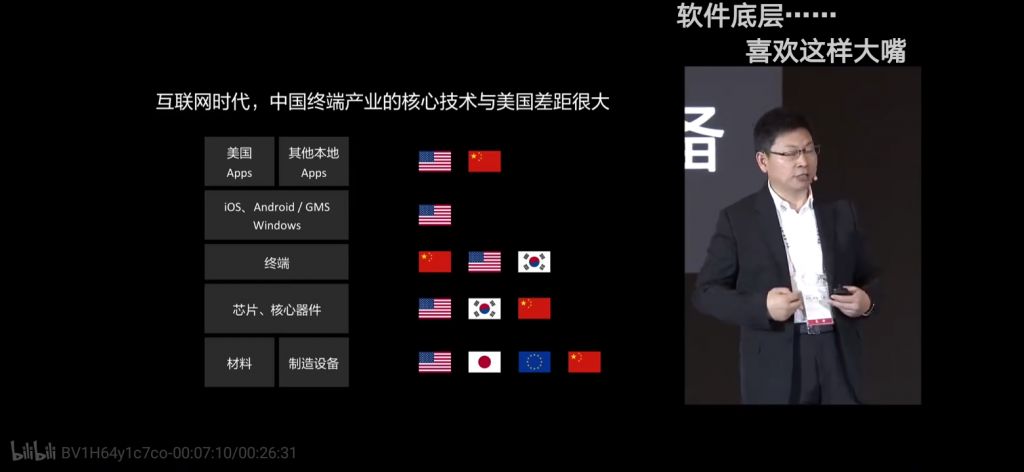 软件底层……
喜欢这样大嘴
互联网时代，中国终端产业的核心技术与美国差距很大
美国
Apps
其他本地
Apps
iOS、Android / GMS
Windows
终端
芯片、核心器件
材料
制造设备
备
bilibili BV1H64y1c7co-00:07:10/00:26:31